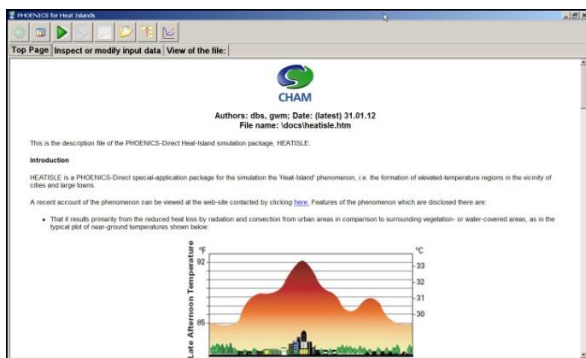 PHOENICS for Heat Islands
Top Page Inspect or modify input data View of the file:
CHAM
Authors: dbs, gwm; Date: (latest) 31.01.12
File name: \docs\heatisle.htm
This is the description file of the PHOENICS-Direct Heat-Island simulation package, HEATISLE.
Introduction
HEATISLE is a PHOENICS-Direct special-application package for the simulation the 'Heat-Island' phenomenon, i.e. the formation of elevated-temperature regions in the vicinity of
cities and large towns.
A recent account of the phenomenon can be viewed at the web-site contacted by clicking here. Features of the phenomenon which are disclosed there are:
• That it results primarily from the reduced heat loss by radiation and convection from urban areas in comparison to surrounding vegetation- or water-covered areas, as in the
typical plot of near-ground temperatures shown below:
°F
°C
92
33
32
31
30
85
Late Afternoon Temperature